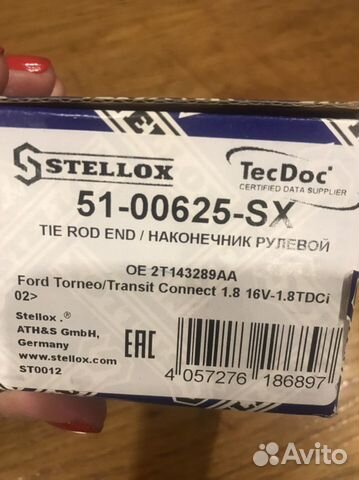 STELLOX
TecDoc
CERTIFIED DATA SUPPLIER
51-00625-SX
TIE ROD END / НАКОНЕЧНИК РУЛЕВОЙ
OE 2T143289AA
Ford Torneo/Transit Connect 1.8 16V-1.8TDCi
02>
Stellox .®
ATH&S GmbH,
Germany
www.stellox.com
ST0012
EAC
4 057276 186897
Avito